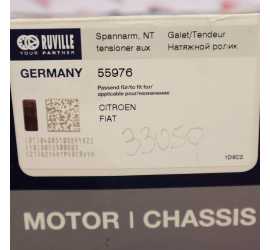 RUVILLE
YOUR PARTNER
Spannarm, NT
tensioner aux
Galet/Tendeur
Натяжной ролик
GERMANY 55976
Passend für/to fit for/
applicable pour/назначение
CITROEN
FIAT
33050
MOTOR | CHASSIS